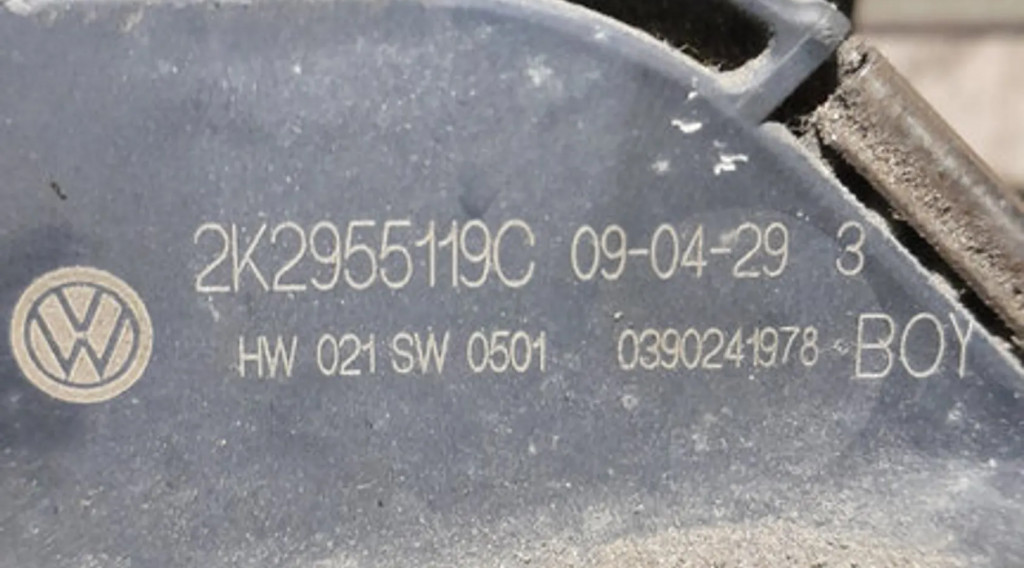 2K2955119C 09-04-29 3
HW 021 SW 0501 0390241978 BOY